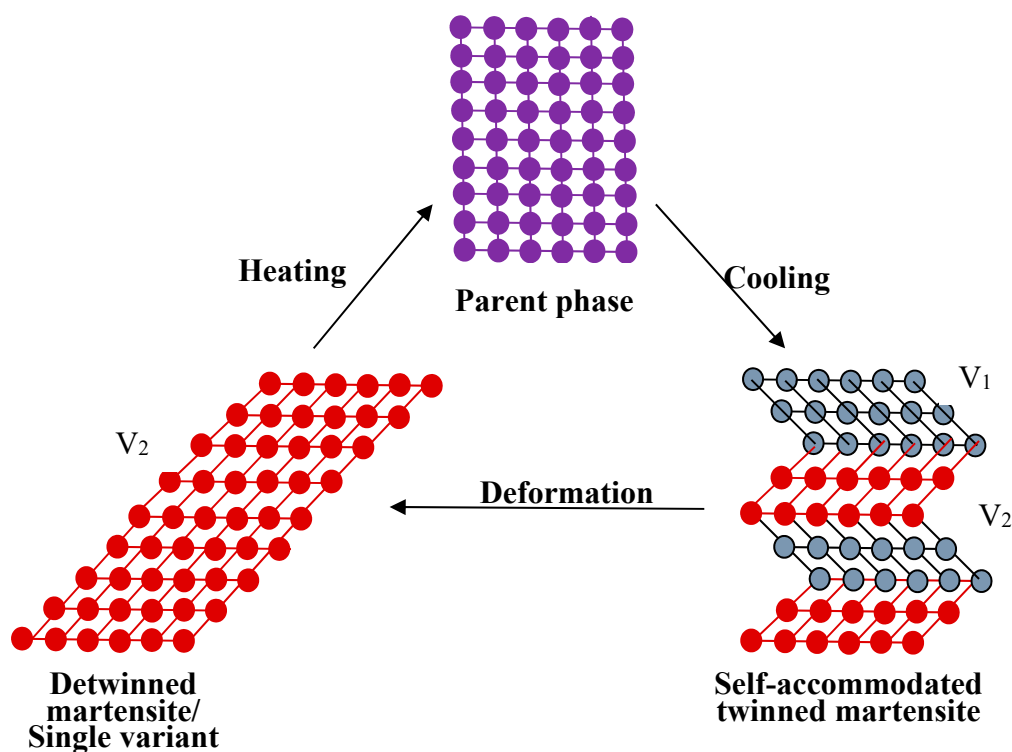 Heating
Cooling
Parent phase
V₁
V₂
Deformation
V₂
Detwinned
martensite/
Single variant
Self-accommodated
twinned martensite